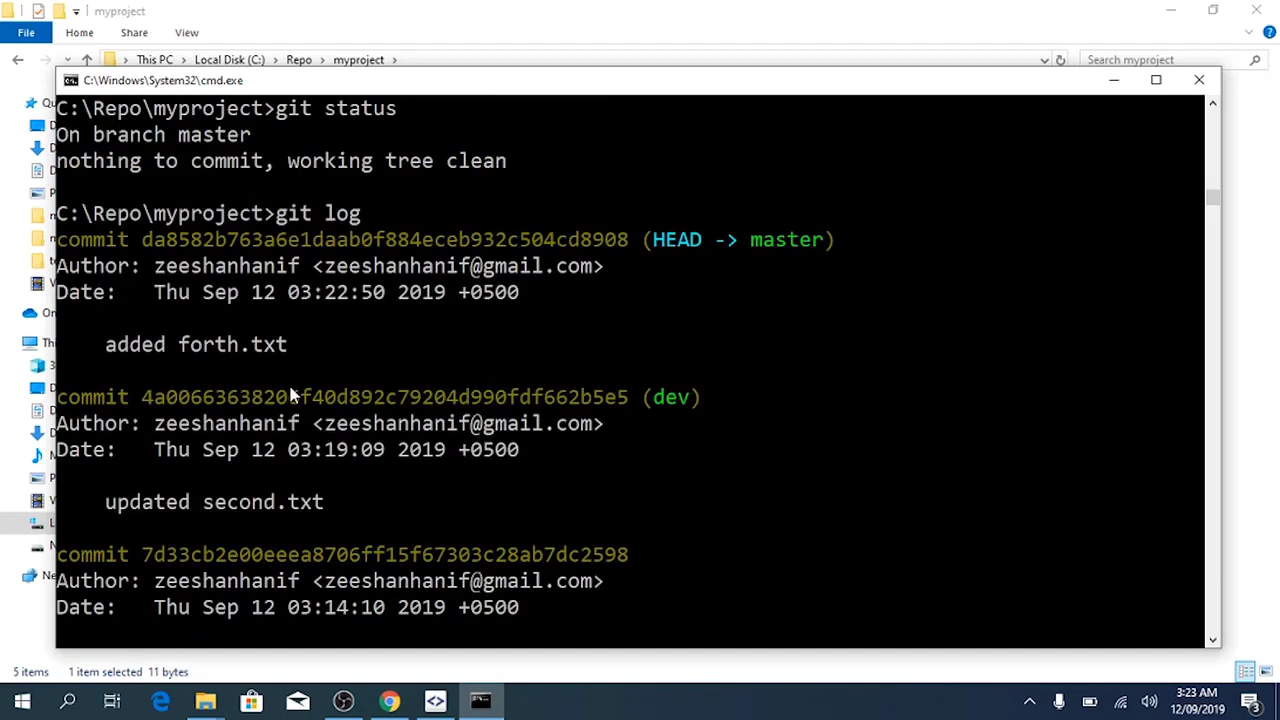 myproject
File Home Share View
This PC > Local Disk (C:) > Repo > myproject >
Search myproject
C:\Windows\System32\cmd.exe
C:\Repo\myproject>git status
On branch master
nothing to commit, working tree clean
C:\Repo\myproject>git log
commit da8582b763a6e1daab0f884eceb932c504cd8908 (HEAD -> master)
Author: zeeshanhanif <zeeshanhanif@gmail.com>
Date: Thu Sep 12 03:22:50 2019 +0500
added forth.txt
(dev)
Author: zeeshanhanif <zeeshanhanif@gmail.com>
Date: Thu Sep 12 03:19:09 2019 +0500
updated second.txt
commit 7d33cb2e00eeea8706ff15f67303c28ab7dc2598
Author: zeeshanhanif <zeeshanhanif@gmail.com>
Date: Thu Sep 12 03:14:10 2019 +0500
5 items 1 item selected 11 bytes
3:23 AM
12/09/2019
3